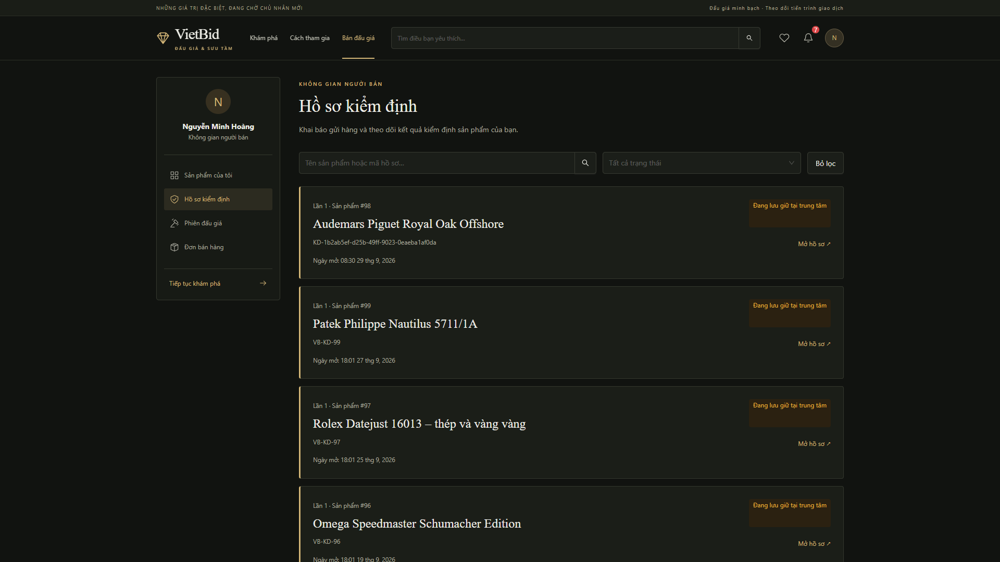 NHỮNG GIÁ TRỊ ĐẶC BIỆT, ĐANG CHỜ CHỦ NHÂN MỚI
Đấu giá minh bạch · Theo dõi tiến trình giao dịch
VietBid
ĐẤU GIÁ & SƯU TẦM
Khám phá
Cách tham gia
Bán đấu giá
Tìm điều bạn yêu thích...
7
N
N
Nguyễn Minh Hoàng
Không gian người bán
Sản phẩm của tôi
Hồ sơ kiểm định
Phiên đấu giá
Đơn bán hàng
Tiếp tục khám phá
KHÔNG GIAN NGƯỜI BÁN
Hồ sơ kiểm định
Khai báo gửi hàng và theo dõi kết quả kiểm định sản phẩm của bạn.
Tên sản phẩm hoặc mã hồ sơ...
Tất cả trạng thái
Bỏ lọc
Lần 1 · Sản phẩm #98
Đang lưu giữ tại trung tâm
Audemars Piguet Royal Oak Offshore
KD-1b2ab5ef-d25b-49ff-9023-0eaeba1af0da
Mở hồ sơ ↗
Ngày mở: 08:30 29 thg 9, 2026
Lần 1 · Sản phẩm #99
Đang lưu giữ tại trung tâm
Patek Philippe Nautilus 5711/1A
VB-KD-99
Mở hồ sơ ↗
Ngày mở: 18:01 27 thg 9, 2026
Lần 1 · Sản phẩm #97
Đang lưu giữ tại trung tâm
Rolex Datejust 16013 – thép và vàng vàng
VB-KD-97
Mở hồ sơ ↗
Ngày mở: 18:01 25 thg 9, 2026
Lần 1 · Sản phẩm #96
Đang lưu giữ tại trung tâm
Omega Speedmaster Schumacher Edition
VB-KD-96
Mở hồ sơ ↗
Ngày mở: 18:01 19 thg 9, 2026